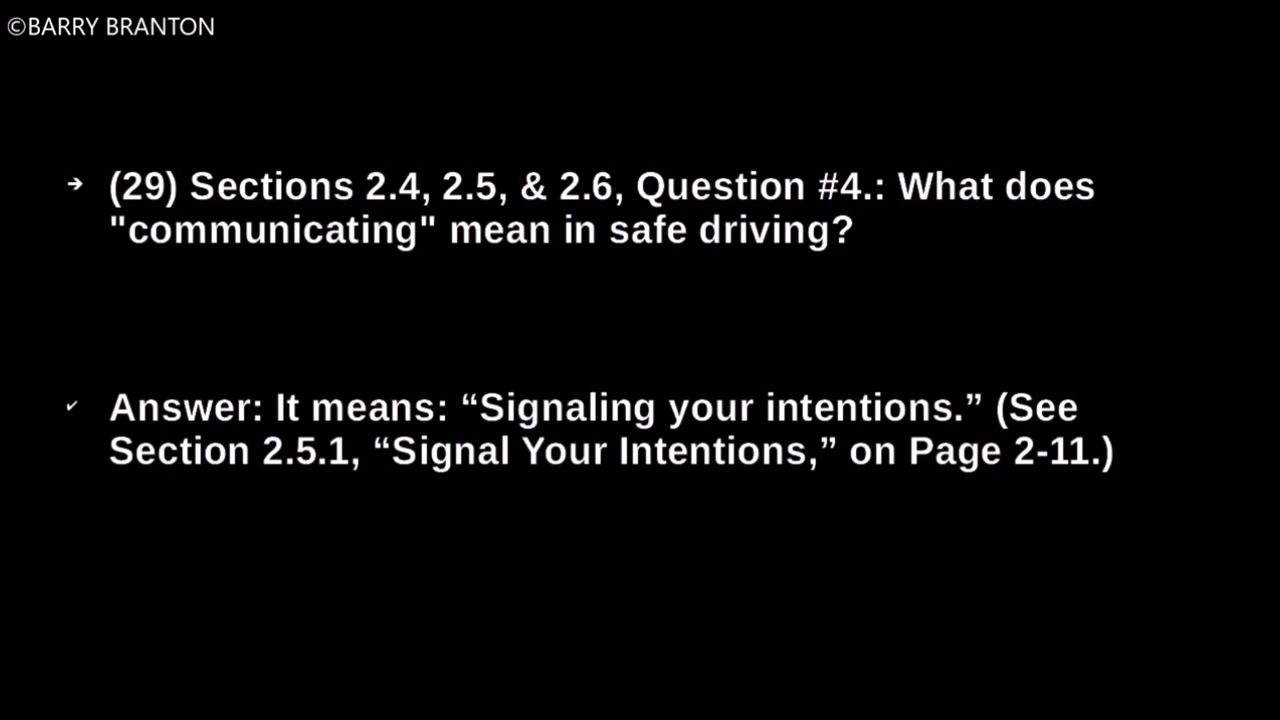 ©BARRY BRANTON
➔ (29) Sections 2.4, 2.5, & 2.6, Question #4.: What does
"communicating" mean in safe driving?
✓ Answer: It means: “Signaling your intentions.” (See
Section 2.5.1, “Signal Your Intentions,” on Page 2-11.)